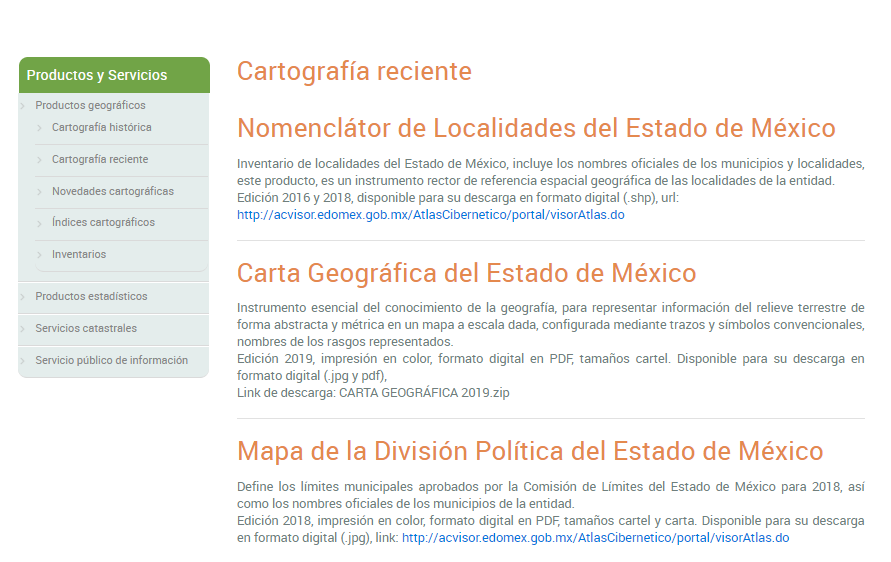 Productos y Servicios
Productos geográficos
Cartografía histórica
Cartografía reciente
Novedades cartográficas
Índices cartográficos
Inventarios
Productos estadísticos
Servicios catastrales
Servicio público de información
Cartografía reciente
Nomenclátor de Localidades del Estado de México
Inventario de localidades del Estado de México, incluye los nombres oficiales de los municipios y localidades,
este producto, es un instrumento rector de referencia espacial geográfica de las localidades de la entidad.
Edición 2016 y 2018, disponible para su descarga en formato digital (.shp), url:
http://acvisor.edomex.gob.mx/AtlasCibernetico/portal/visorAtlas.do
Carta Geográfica del Estado de México
Instrumento esencial del conocimiento de la geografía, para representar información del relieve terrestre de
forma abstracta y métrica en un mapa a escala dada, configurada mediante trazos y símbolos convencionales,
nombres de los rasgos representados.
Edición 2019, impresión en color, formato digital en PDF, tamaños cartel. Disponible para su descarga en
formato digital (.jpg y pdf),
Link de descarga: CARTA GEOGRÁFICA 2019.zip
Mapa de la División Política del Estado de México
Define los límites municipales aprobados por la Comisión de Límites del Estado de México para 2018, así
como los nombres oficiales de los municipios de la entidad.
Edición 2018, impresión en color, formato digital en PDF, tamaños cartel y carta. Disponible para su descarga
en formato digital (.jpg), link: http://acvisor.edomex.gob.mx/AtlasCibernetico/portal/visorAtlas.do